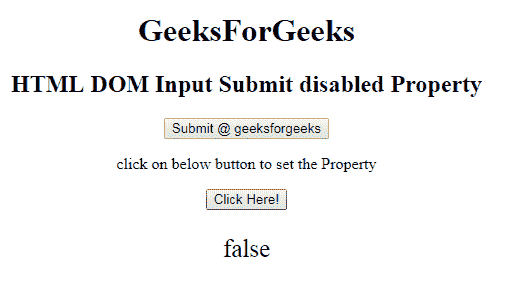 GeeksForGeeks
HTML DOM Input Submit disabled Property
Submit @ geeksforgeeks
click on below button to set the Property
Click Here!
false